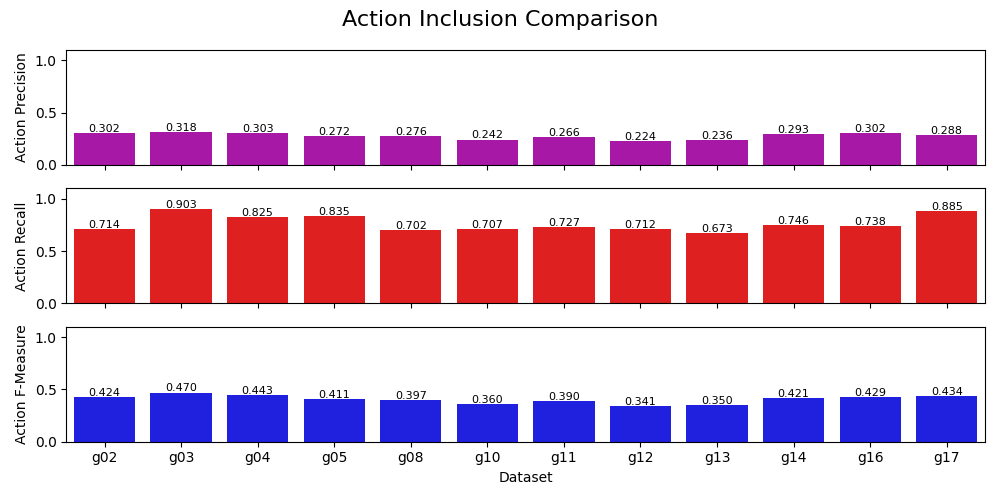 Action Inclusion Comparison
Action Precision
1.0
0.5
0.0
0.302 0.318 0.303 0.272 0.276 0.242 0.266 0.224 0.236 0.293 0.302 0.288
Action Recall
1.0
0.5
0.0
0.714 0.903 0.825 0.835 0.702 0.707 0.727 0.712 0.673 0.746 0.738 0.885
Action F-Measure
1.0
0.5
0.0
0.424 0.470 0.443 0.411 0.397 0.360 0.390 0.341 0.350 0.421 0.429 0.434
g02 g03 g04 g05 g08 g10 g11 g12 g13 g14 g16 g17
Dataset